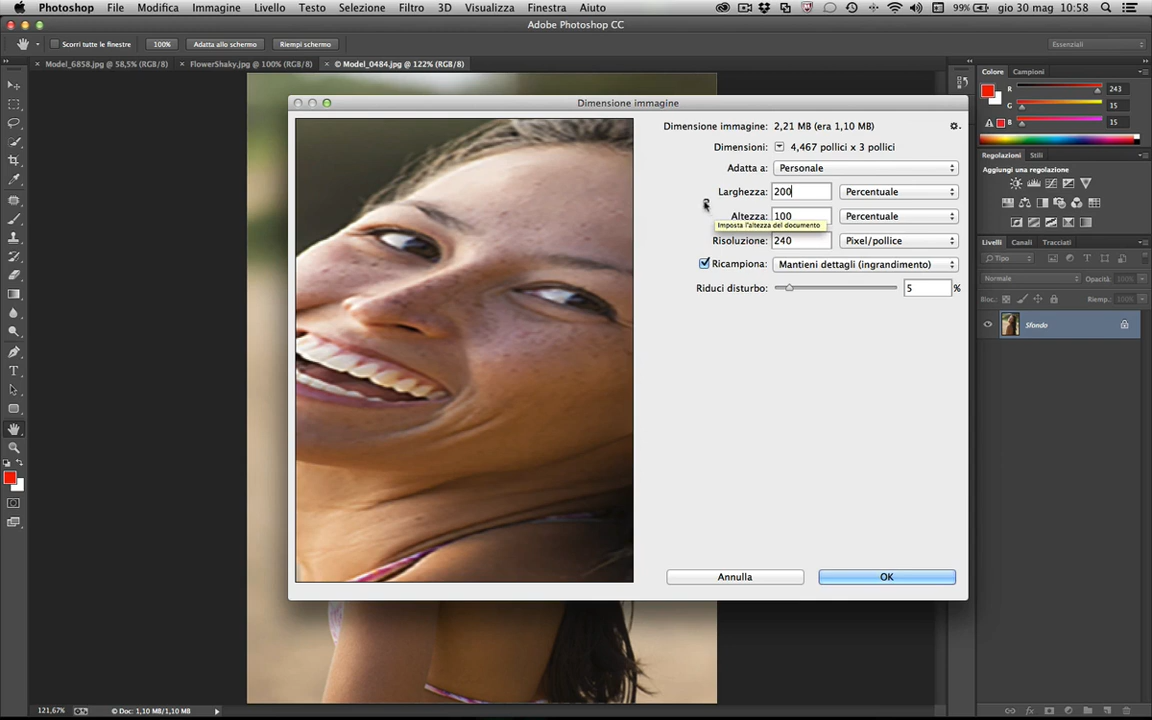 Photoshop File Modifica Immagine Livello Testo Selezione Filtro 3D Visualizza Finestra Aiuto 99% gio 30 mag 10:58
Adobe Photoshop CC
Scorri tutte le finestre 100% Adatta allo schermo Riempi schermo Essenziali
× Model_6858.jpg @ 58,5% (RGB/8) × FlowerShaky.jpg @ 100% (RGB/8) × © Model_0484.jpg @ 122% (RGB/8)
Colore Campioni
R 243
G 15
B 15
Regolazioni Stili
Aggiungi una regolazione
Livelli Canali Tracciati
Tipo
Normale Opacità: 100%
Bloc.: Riemp.: 100%
Sfondo
Dimensione immagine
Dimensione immagine: 2,21 MB (era 1,10 MB)
Dimensioni: 4,467 pollici x 3 pollici
Adatta a: Personale
Larghezza: 200 Percentuale
Altezza: 100 Percentuale
Imposta l'altezza del documento
Risoluzione: 240 Pixel/pollice
Ricampiona: Mantieni dettagli (ingrandimento)
Riduci disturbo: 5 %
Annulla OK
121,67% © Doc: 1,10 MB/1,10 MB